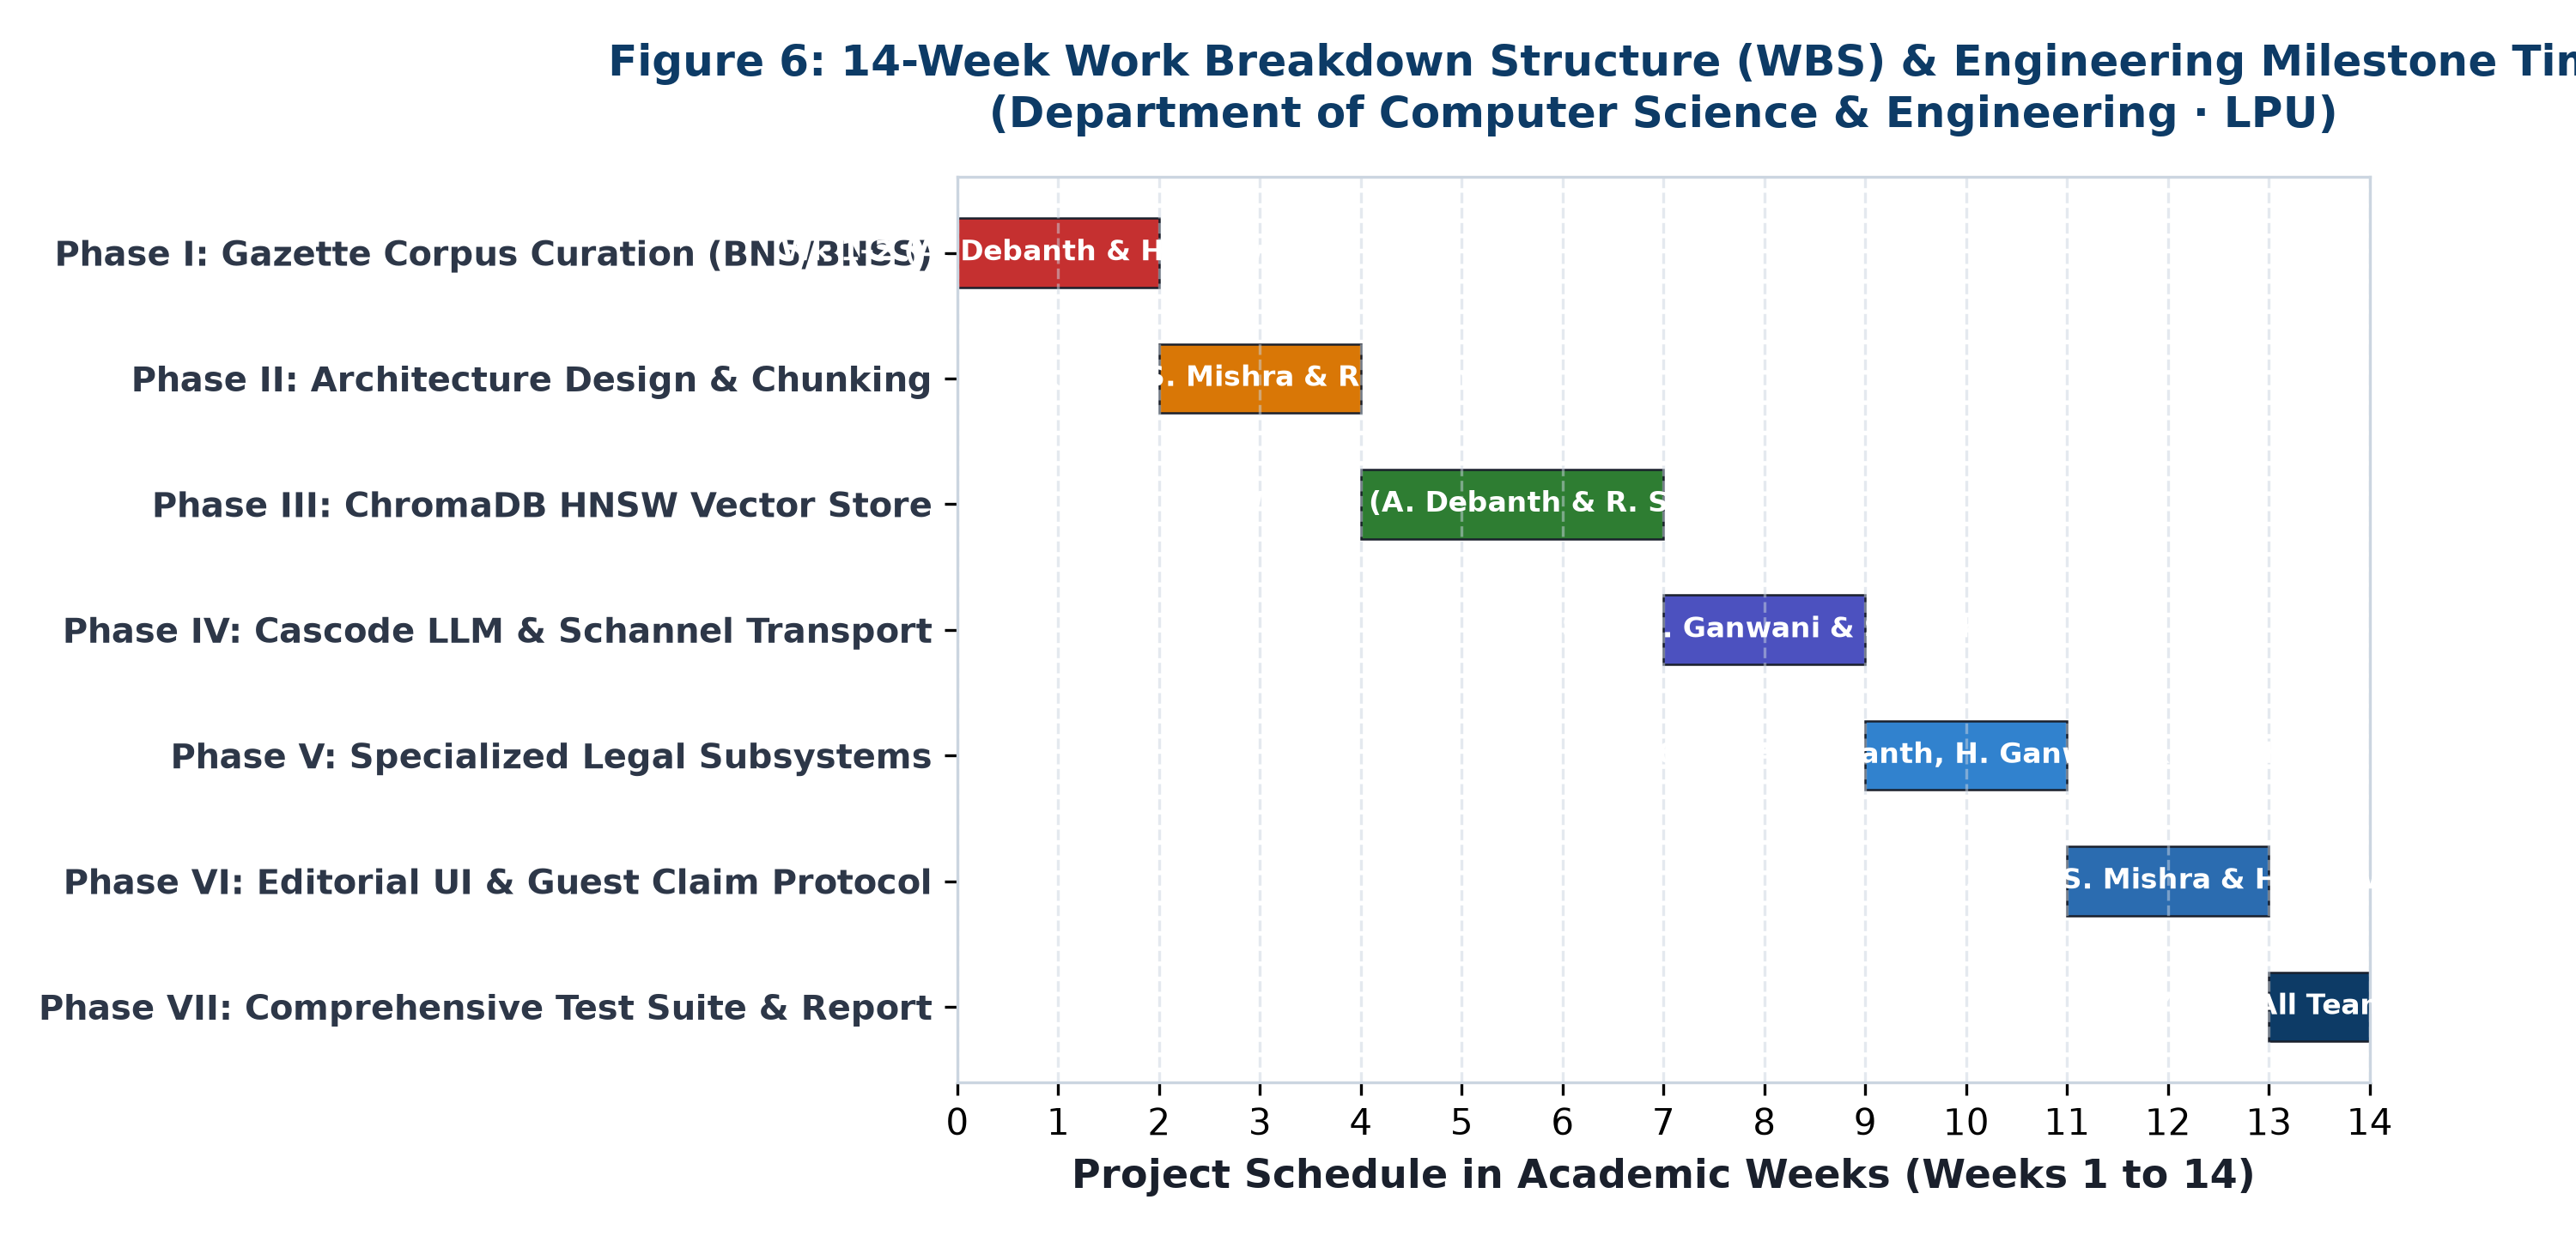 Figure 6: 14-Week Work Breakdown Structure (WBS) & Engineering Milestone
(Department of Computer Science & Engineering · LPU)
Phase I: Gazette Corpus Curation (BNS/BNSS)
Debanth & H
Phase II: Architecture Design & Chunking
S. Mishra & R
Phase III: ChromaDB HNSW Vector Store
(A. Debanth & R. S
Phase IV: Cascode LLM & Schannel Transport
. Ganwani &
Phase V: Specialized Legal Subsystems
anth, H. Ganw
Phase VI: Editorial UI & Guest Claim Protocol
S. Mishra & H
Phase VII: Comprehensive Test Suite & Report
All Team
0 1 2 3 4 5 6 7 8 9 10 11 12 13 14
Project Schedule in Academic Weeks (Weeks 1 to 14)